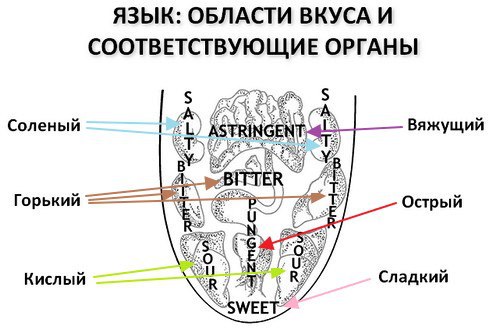 ЯЗЫК: ОБЛАСТИ ВКУСА И
СООТВЕТСТВУЮЩИЕ ОРГАНЫ
SALTY
SALTY
Соленый
ASTRINGENT
Вяжущий
BITTER
BITTER
BITTER
Горький
PUNGENT
Острый
SOUR
SOUR
Кислый
Сладкий
SWEET